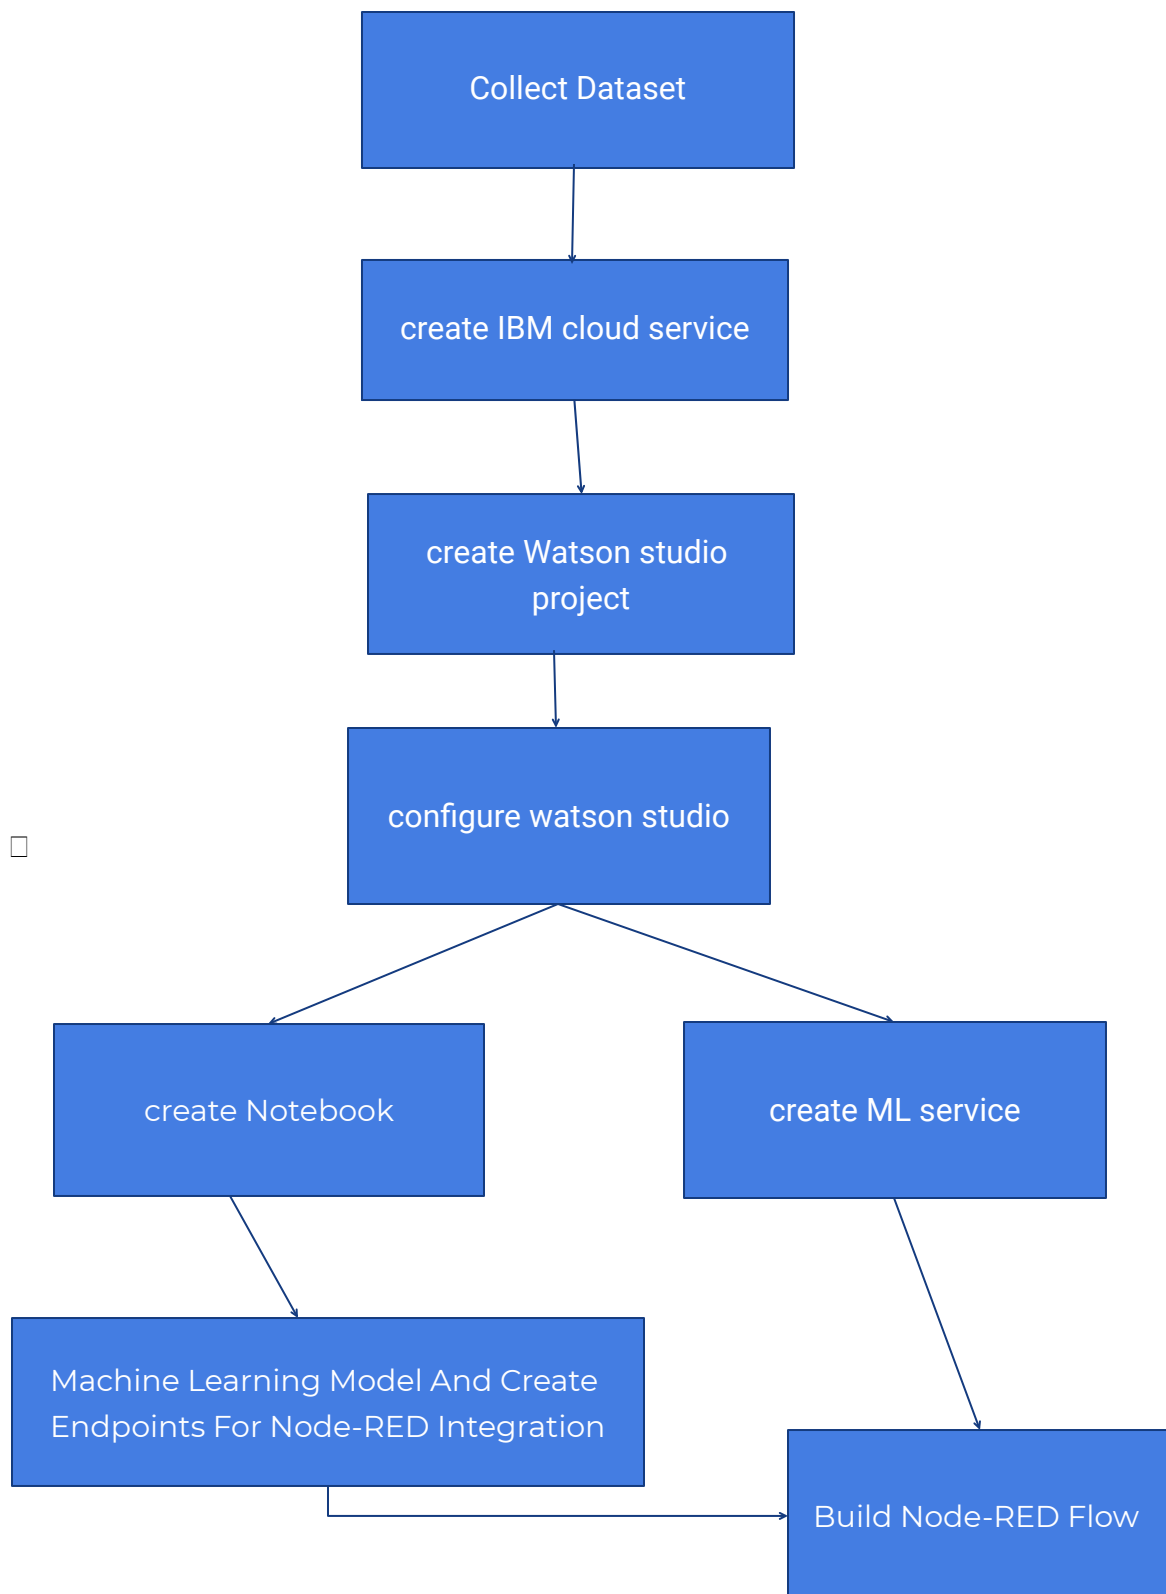 Collect Dataset
create IBM cloud service
create Watson studio
project
configure watson studio
create Notebook
create ML service
Machine Learning Model And Create
Endpoints For Node-RED Integration
Build Node-RED Flow